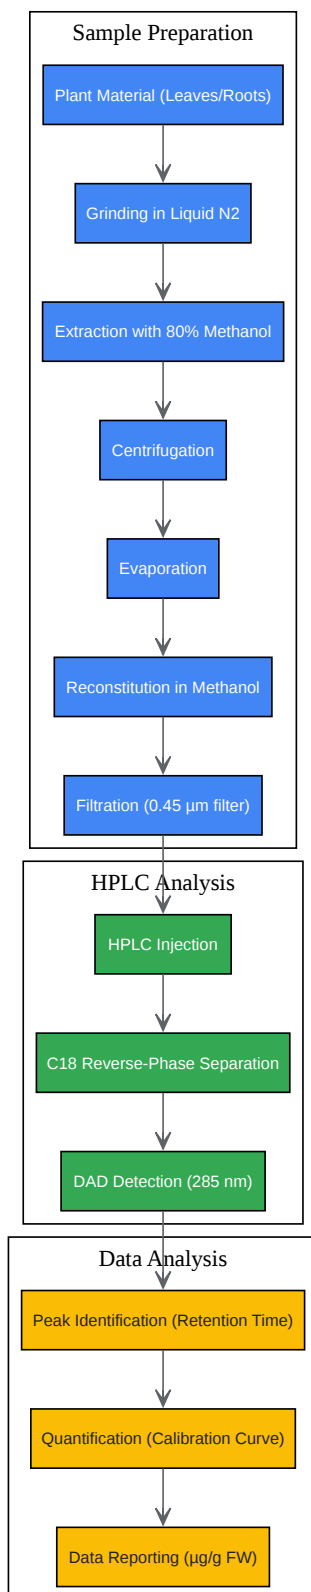 Sample Preparation
Plant Material (Leaves/Roots)
Grinding in Liquid N2
Extraction with 80% Methanol
Centrifugation
Evaporation
Reconstitution in Methanol
Filtration (0.45 µm filter)
HPLC Analysis
HPLC Injection
C18 Reverse-Phase Separation
DAD Detection (285 nm)
Data Analysis
Peak Identification (Retention Time)
Quantification (Calibration Curve)
Data Reporting (µg/g FW)